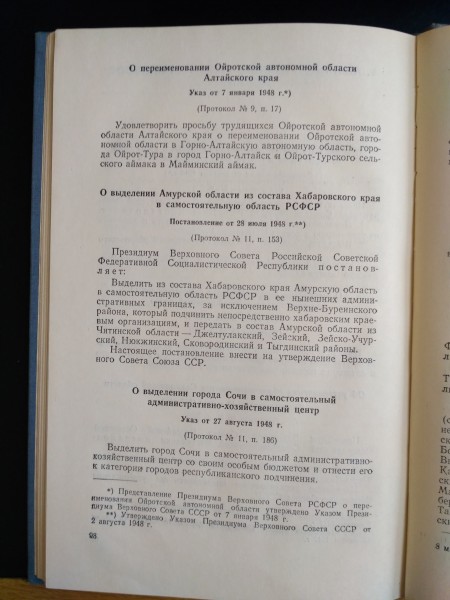 О переименовании Ойротской автономной области
Алтайского края
Указ от 7 января 1948 г.*)
(Протокол № 9, п. 17)
Удовлетворить просьбу трудящихся Ойротской автономной
области Алтайского края о переименовании Ойротской авто-
номной области в Горно-Алтайскую автономную область, горо-
да Ойрот-Тура в город Горно-Алтайск и Ойрот-Турского сель-
ского аймака в Майминский аймак.
О выделении Амурской области из состава Хабаровского края
в самостоятельную область РСФСР
Постановление от 28 июля 1948 г.**)
(Протокол № 11, п. 153)
Президиум Верховного Совета Российской Советской
Федеративной Социалистической Республики постанов-
ляет:
Выделить из состава Хабаровского края Амурскую область
в самостоятельную область РСФСР в ее нынешних админи-
стративных границах, за исключением Верхне-Буреинского
района, который подчинить непосредственно хабаровским крае-
вым организациям, и передать в состав Амурской области из
Читинской области — Джелтулакский, Зейский, Зейско-Учур-
ский, Нюкжинский, Сковородинский и Тыгдинский районы.
Настоящее постановление внести на утверждение Верхов-
ного Совета Союза ССР.
О выделении города Сочи в самостоятельный
административно-хозяйственный центр
Указ от 27 августа 1948 г.
(Протокол № 11, п. 186)
Выделить город Сочи в самостоятельный административно-
хозяйственный центр со своим особым бюджетом и отнести его
к категории городов республиканского подчинения.
*) Представление Президиума Верховного Совета РСФСР о пере-
именовании Ойротской автономной области утверждено Указом Прези-
диума Верховного Совета СССР от 7 января 1948 г.
**) Утверждено Указом Президиума Верховного Совета СССР от
2 августа 1948 г.
98